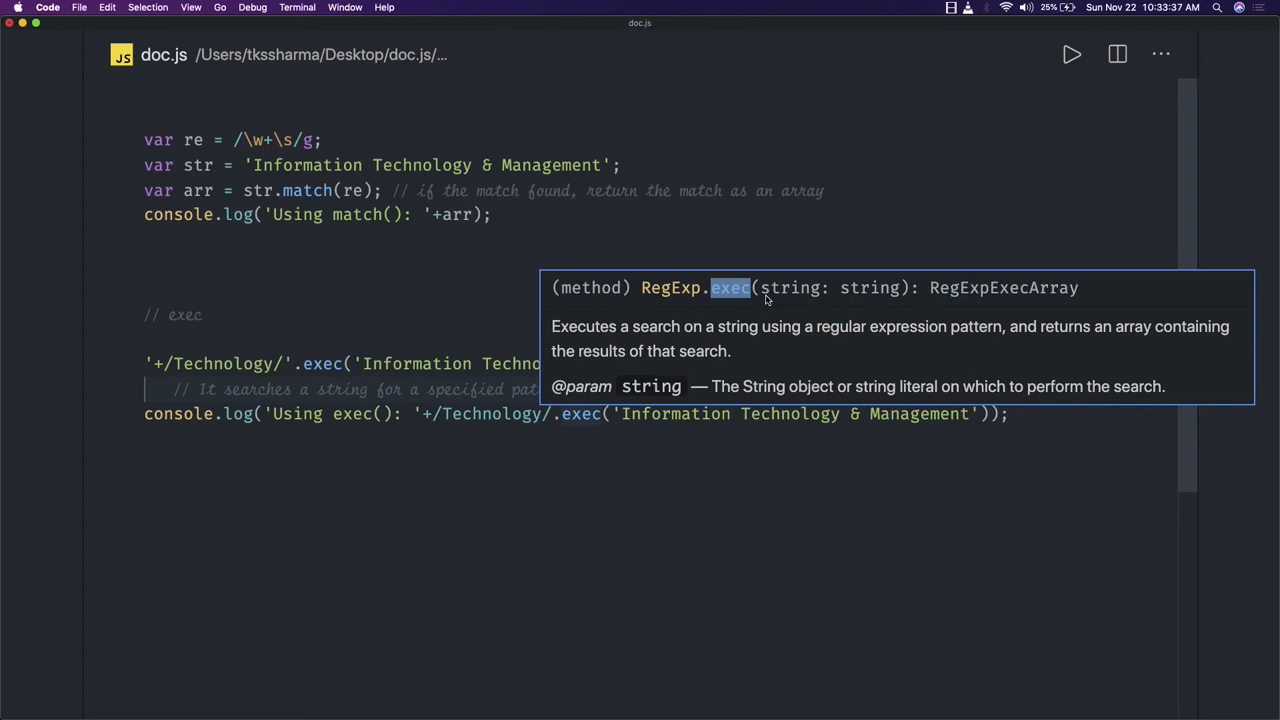 Code File Edit Selection View Go Debug Terminal Window Help 25% Sun Nov 22 10:33:37 AM
doc.js
JS doc.js /Users/tkssharma/Desktop/doc.js/...
var re = /\w+\s/g;
var str = 'Information Technology & Management';
var arr = str.match(re); // if the match found, return the match as an array
console.log('Using match(): '+arr);
(method) RegExp.exec(string: string): RegExpExecArray
Executes a search on a string using a regular expression pattern, and returns an array containing
the results of that search.
@param string — The String object or string literal on which to perform the search.
// exec
'+/Technology/'.exec('Information Techno
// It searches a string for a specified pat
console.log('Using exec(): '+/Technology/.exec('Information Technology & Management'));